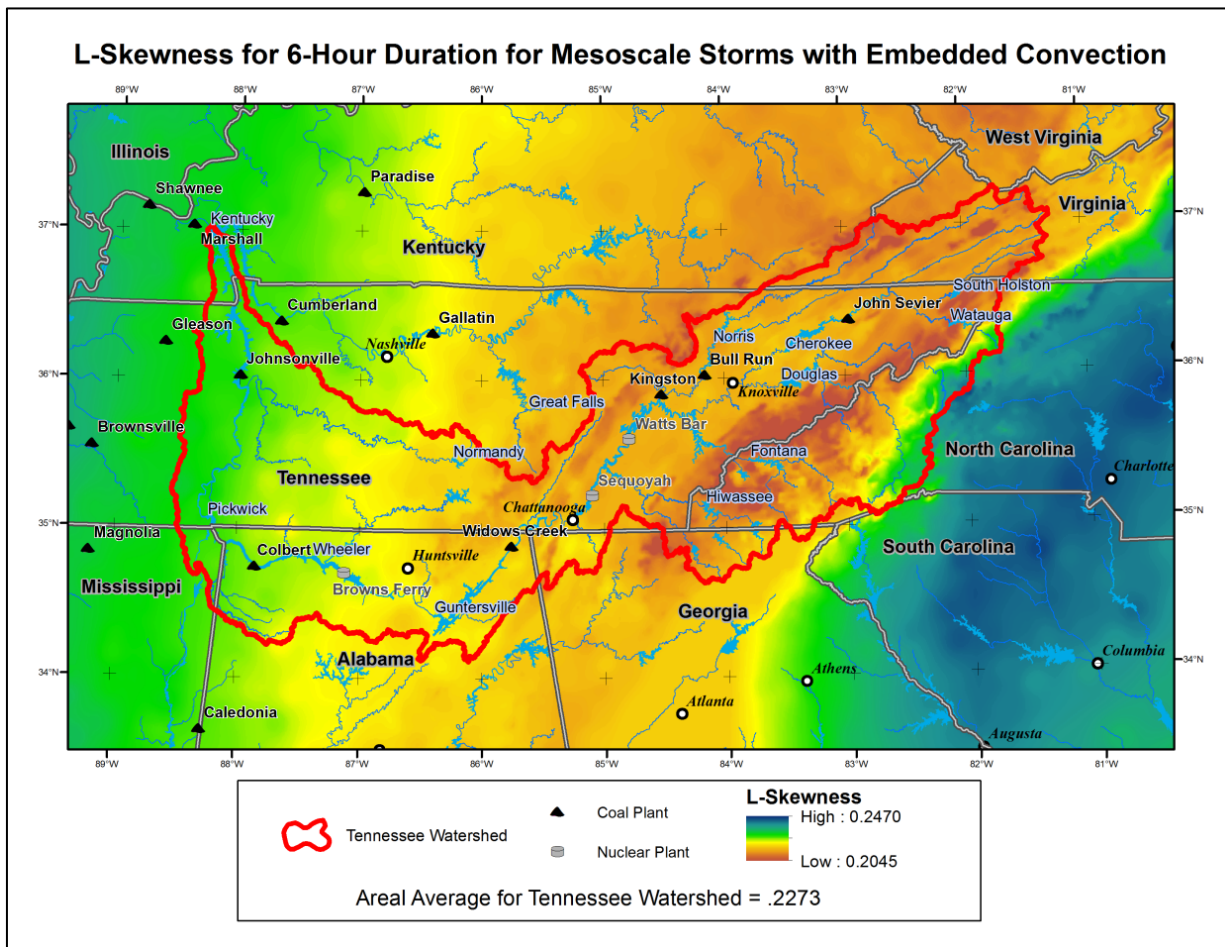 L-Skewness for 6-Hour Duration for Mesoscale Storms with Embedded Convection
89°W 88°W 87°W 86°W 85°W 84°W 83°W 82°W 81°W
Illinois
West Virginia
Shawnee
Paradise
Virginia
37°N
37°N
Kentucky
Marshall
Kentucky
South Holston
Cumberland
John Sevier
Watauga
Gleason
Gallatin
Norris
Nashville
Cherokee
Johnsonville
Bull Run
36°N
36°N
Kingston
Douglas
Knoxville
Great Falls
Brownsville
Watts Bar
Normandy
Fontana
North Carolina
Tennessee
Charlotte
Sequoyah
Hiwassee
Pickwick
Chattanooga
35°N
35°N
Magnolia
Widows Creek
Colbert
Wheeler
Huntsville
South Carolina
Mississippi
Browns Ferry
Guntersville
Georgia
Alabama
34°N
34°N
Columbia
Athens
Atlanta
Caledonia
Augusta
89°W 88°W 87°W 86°W 85°W 84°W 83°W 82°W 81°W
L-Skewness
Tennessee Watershed
Coal Plant
High : 0.2470
Nuclear Plant
Low : 0.2045
Areal Average for Tennessee Watershed = .2273